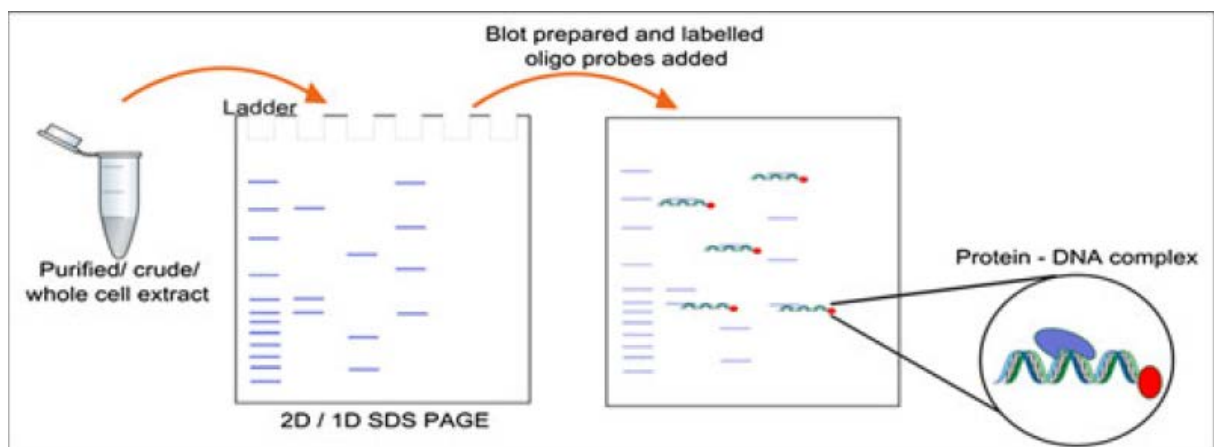 Blot prepared and labelled
oligo probes added
Ladder
Purified/ crude/
whole cell extract
Protein - DNA complex
2D / 1D SDS PAGE